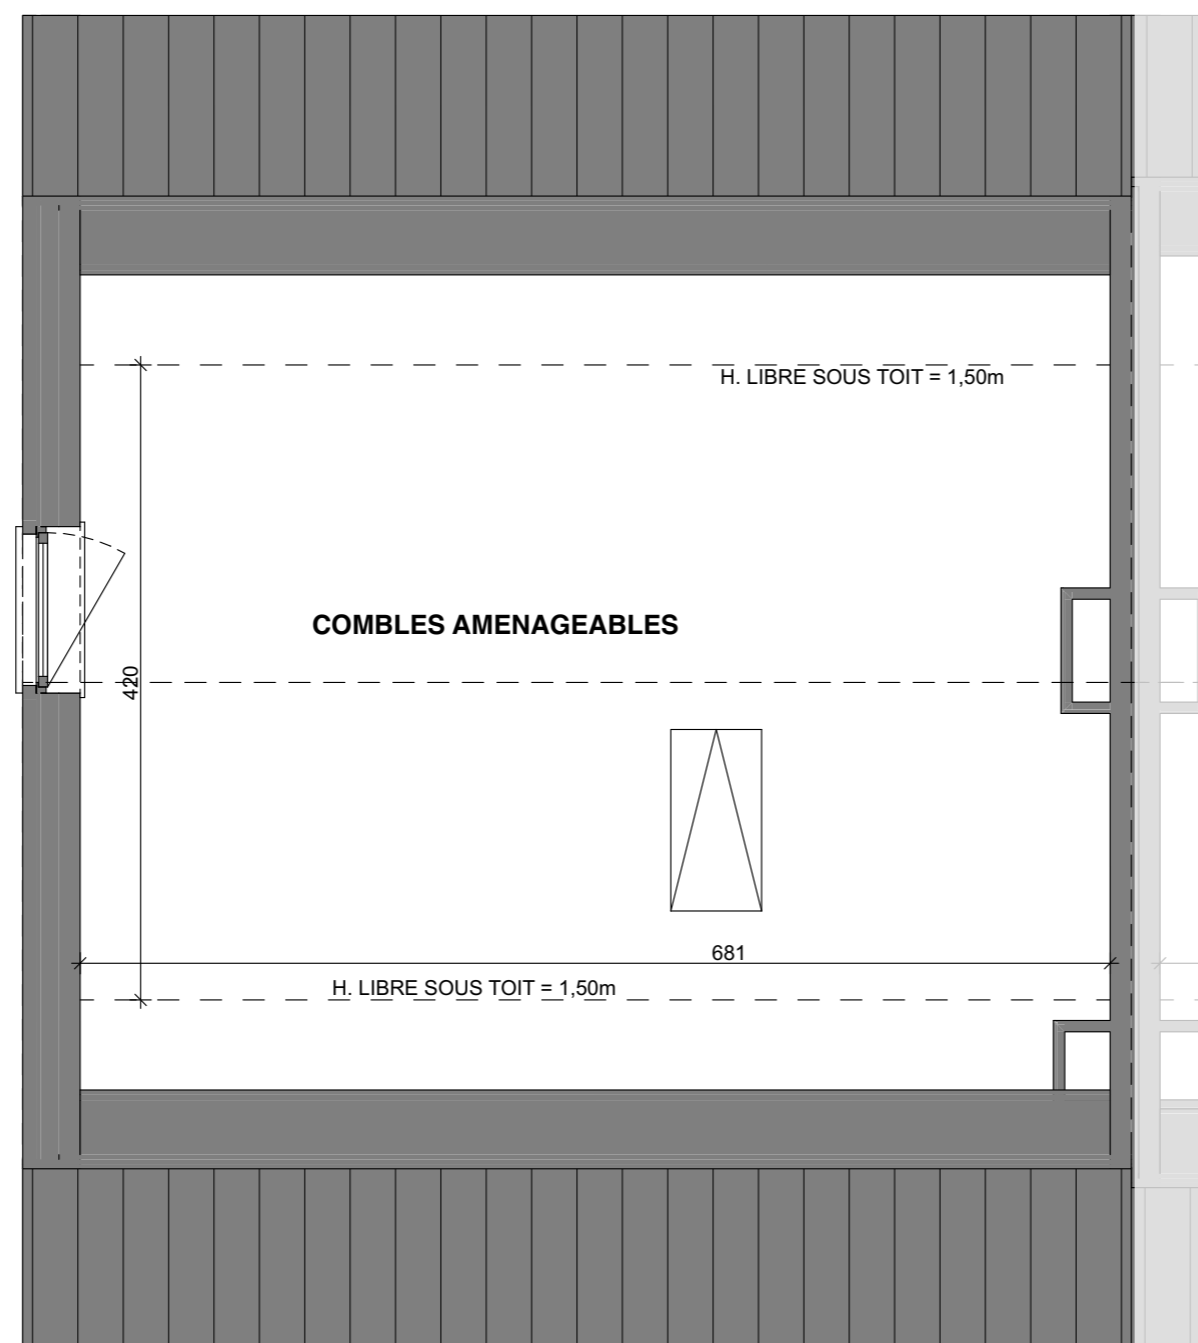 H. LIBRE SOUS TOIT = 1,50m
COMBLES AMENAGEABLES
420
681
H. LIBRE SOUS TOIT = 1,50m